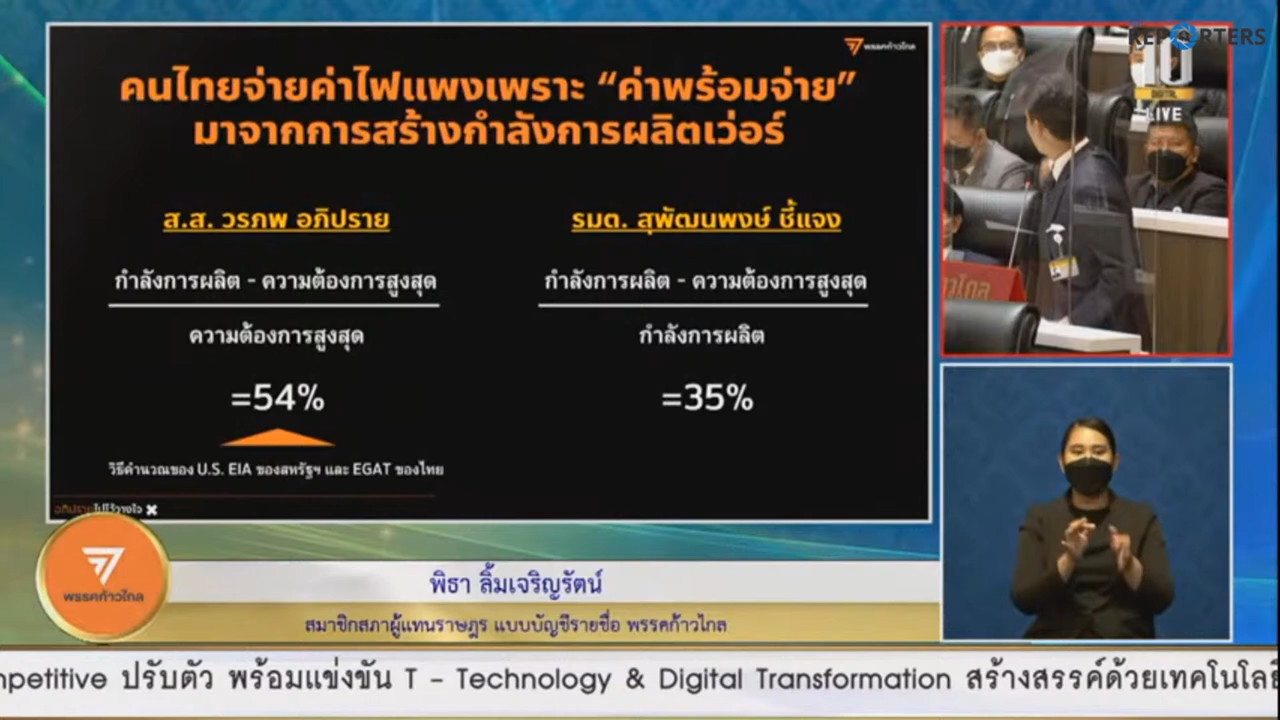 พรรคก้าวไกล
คนไทยจ่ายค่าไฟแพงเพราะ “ค่าพร้อมจ่าย”
มาจากการสร้างกำลังการผลิตเว่อร์
ส.ส. วรภพ อภิปราย
กำลังการผลิต - ความต้องการสูงสุด
ความต้องการสูงสุด
=54%
วิธีคำนวณของ U.S. EIA ของสหรัฐฯ และ EGAT ของไทย
รมต. สุพัฒนพงษ์ ชี้แจง
กำลังการผลิต - ความต้องการสูงสุด
กำลังการผลิต
=35%
อภิปรายไม่ไว้วางใจ
REPORTERS
10
DIGITAL
LIVE
พรรคก้าวไกล
พิธา ลิ้มเจริญรัตน์
สมาชิกสภาผู้แทนราษฎร แบบบัญชีรายชื่อ พรรคก้าวไกล
mpetitive ปรับตัว พร้อมแข่งขัน T – Technology & Digital Transformation สร้างสรรค์ด้วยเทคโนโลยี